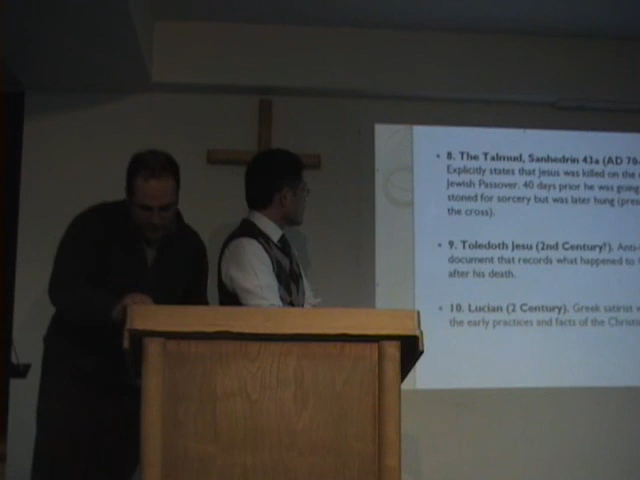 • 8. The Talmud, Sanhedrin 43a (AD 70-
Explicitly states that Jesus was killed on the
Jewish Passover. 40 days prior he was going
stoned for sorcery but was later hung (pres
the cross).
• 9. Toledoth Jesu (2nd Century?). Anti-
document that records what happened to
after his death.
• 10. Lucian (2 Century). Greek satirist
the early practices and facts of the Christi